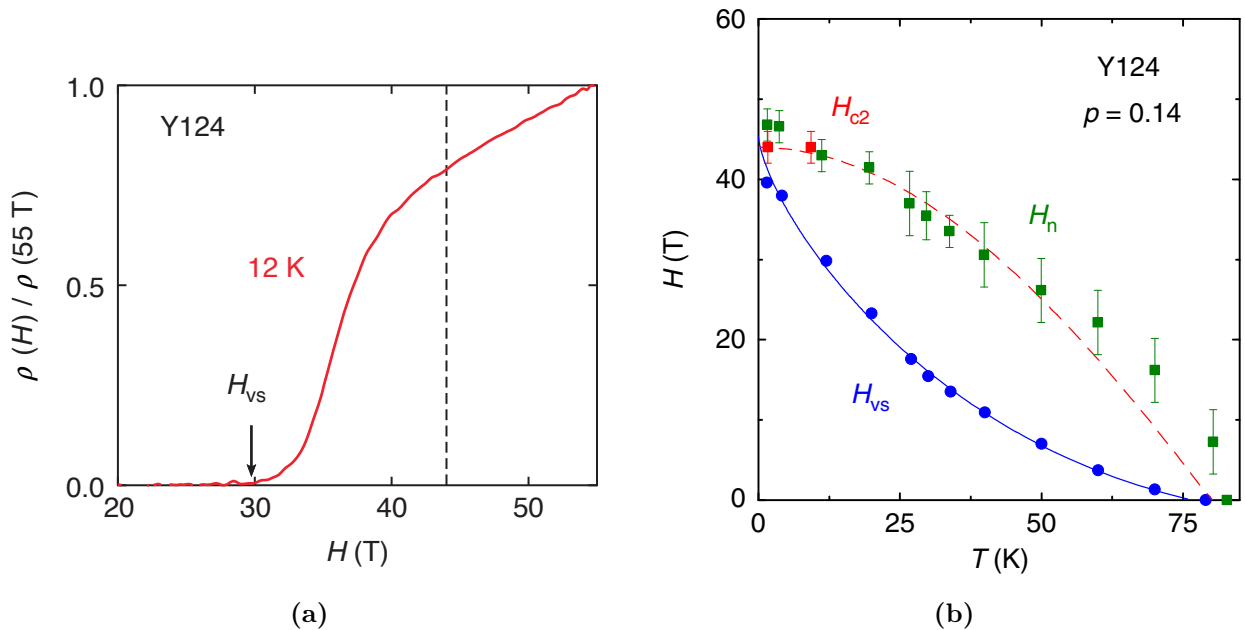 ρ (H) / ρ (55 T)
1.0
0.5
0.0
Y124
12 K
Hvs
20
30
40
50
H (T)
(a)
H (T)
60
40
20
0
Y124
p = 0.14
Hc2
Hn
Hvs
0
25
50
75
T (K)
(b)